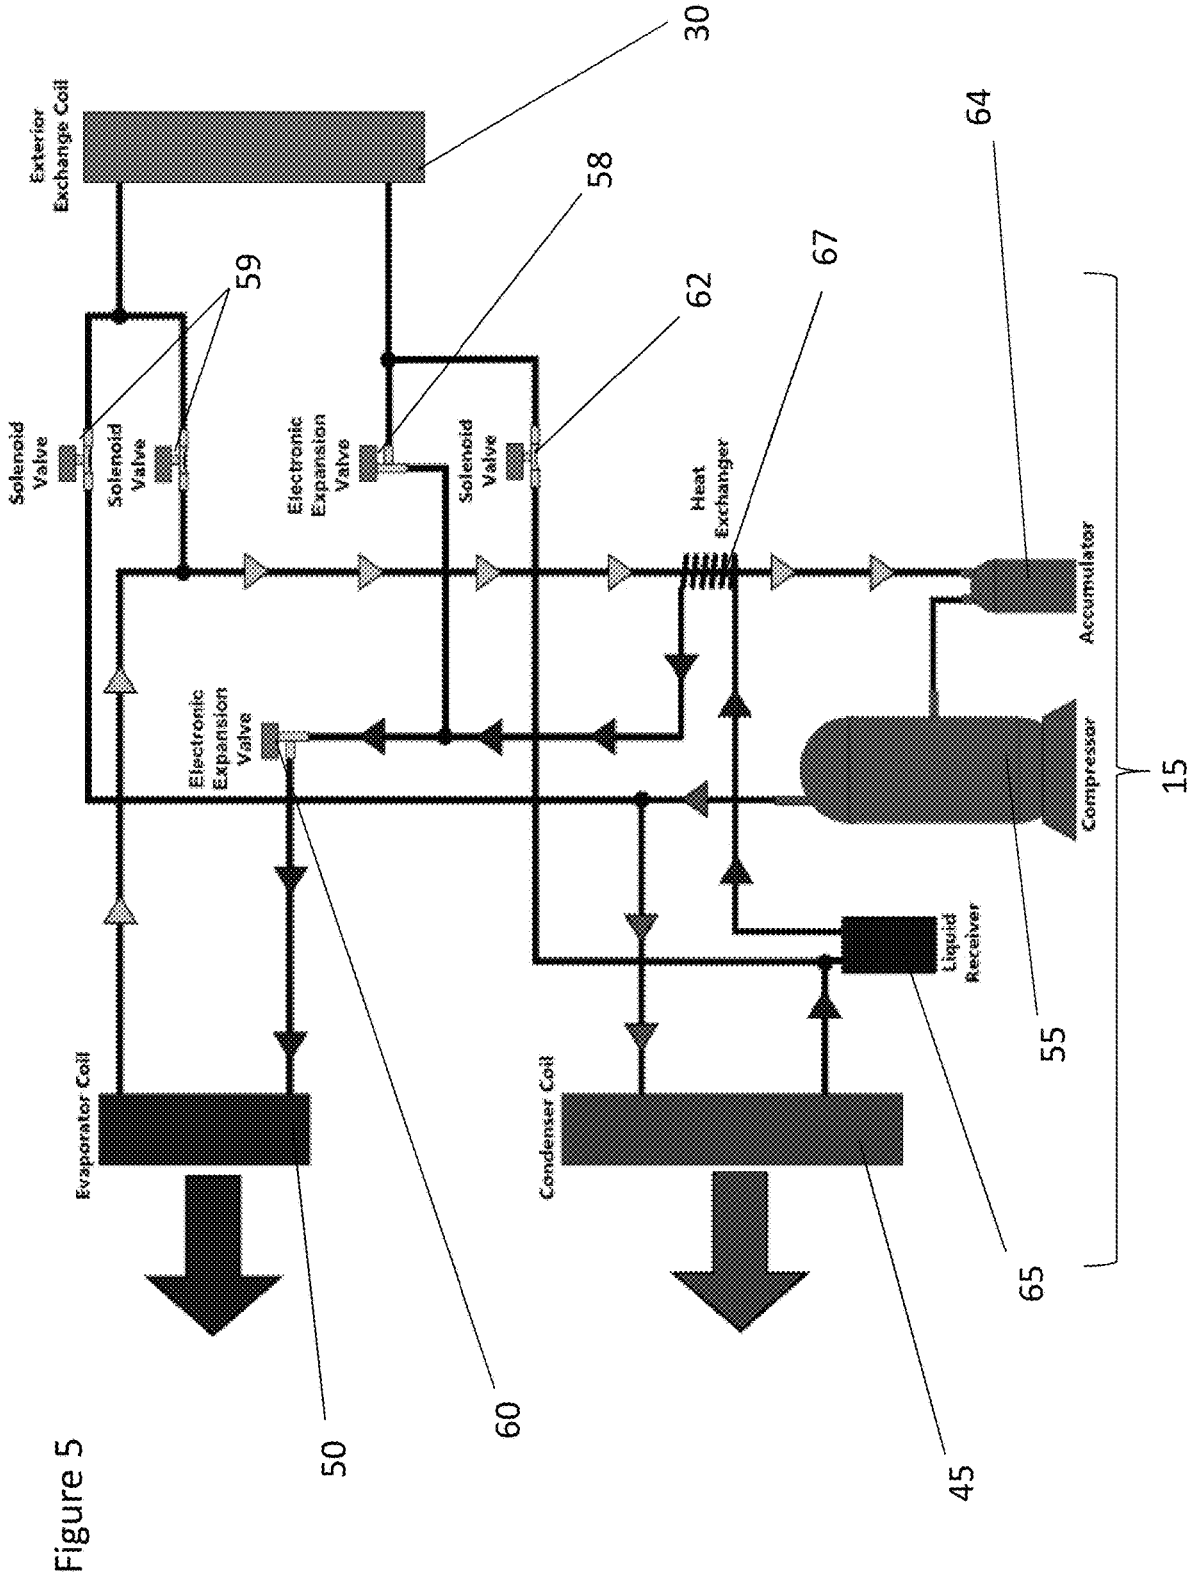 Figure 5
Evaporator Coil
50
60
Condenser Coil
45
65
Liquid
Receiver
55
Compressor
15
Electronic
Expansion
Valve
Accumulator
64
Heat
Exchanger
67
Solenoid
Valve
Solenoid
Valve
59
Electronic
Expansion
Valve
58
Solenoid
Valve
62
Exterior
Exchange Coil
30